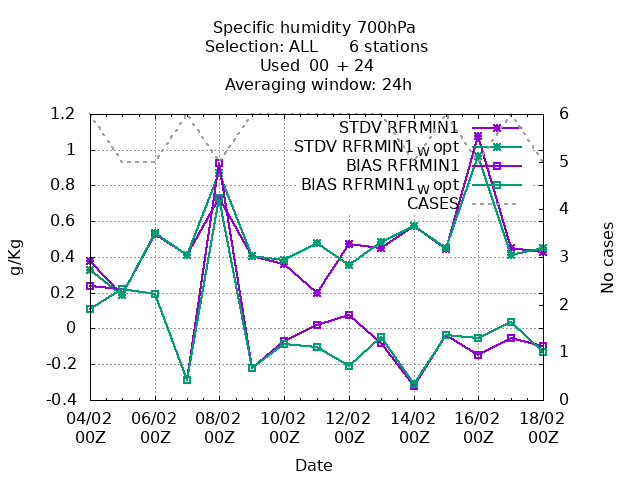 Specific humidity 700hPa
Selection: ALL 6 stations
Used 00 + 24
Averaging window: 24h
STDV RFRMIN1
STDV RFRMIN1_w opt
BIAS RFRMIN1
BIAS RFRMIN1_w opt
CASES
g/Kg
1.2
1
0.8
0.6
0.4
0.2
0
-0.2
-0.4
No cases
6
5
4
3
2
1
0
04/02 06/02 08/02 10/02 12/02 14/02 16/02 18/02
00Z 00Z 00Z 00Z 00Z 00Z 00Z 00Z
Date